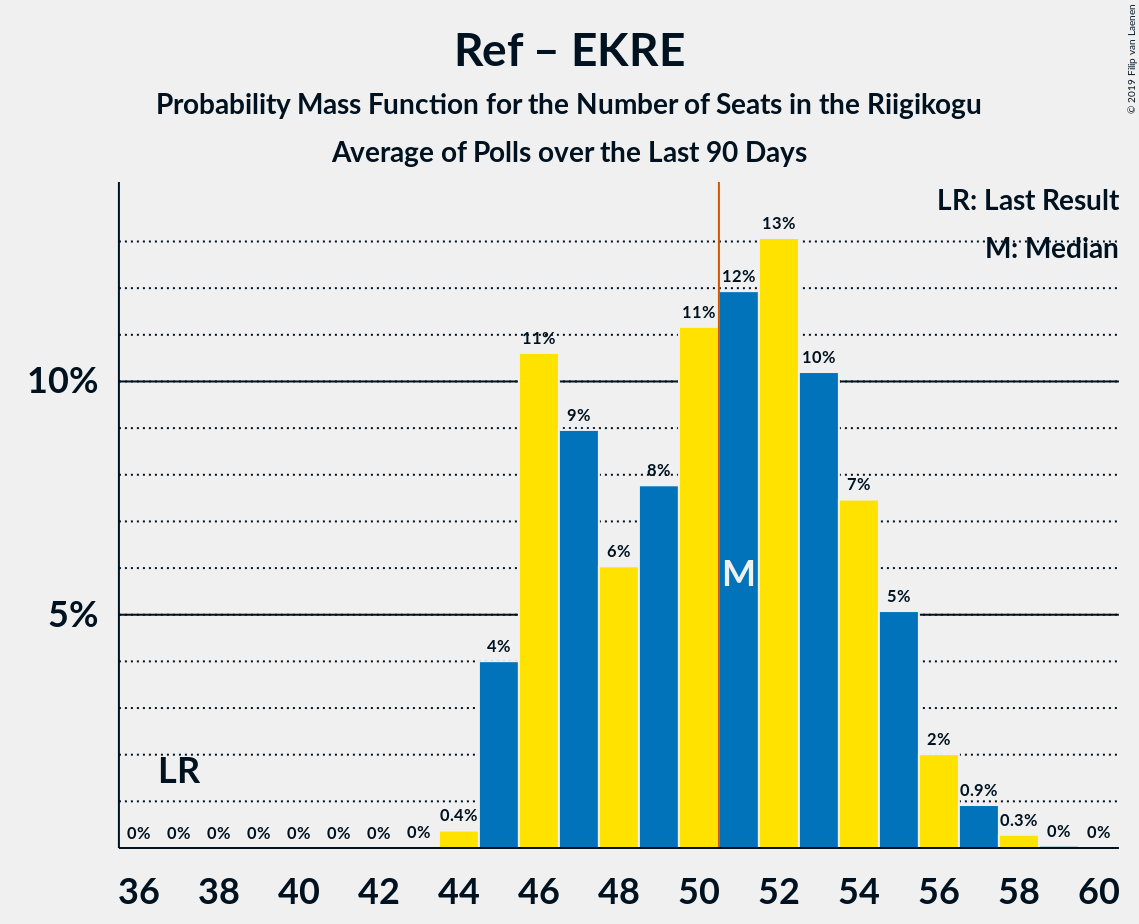 Ref – EKRE
Probability Mass Function for the Number of Seats in the Riigikogu
Average of Polls over the Last 90 Days
© 2019 Filip van Laenen
LR: Last Result
M: Median
10%
5%
0% 0% 0% 0% 0% 0% 0% 0% 0.4% 4% 11% 9% 6% 8% 11% 12% 13% 10% 7% 5% 2% 0.9% 0.3% 0% 0%
LR
M
36 38 40 42 44 46 48 50 52 54 56 58 60